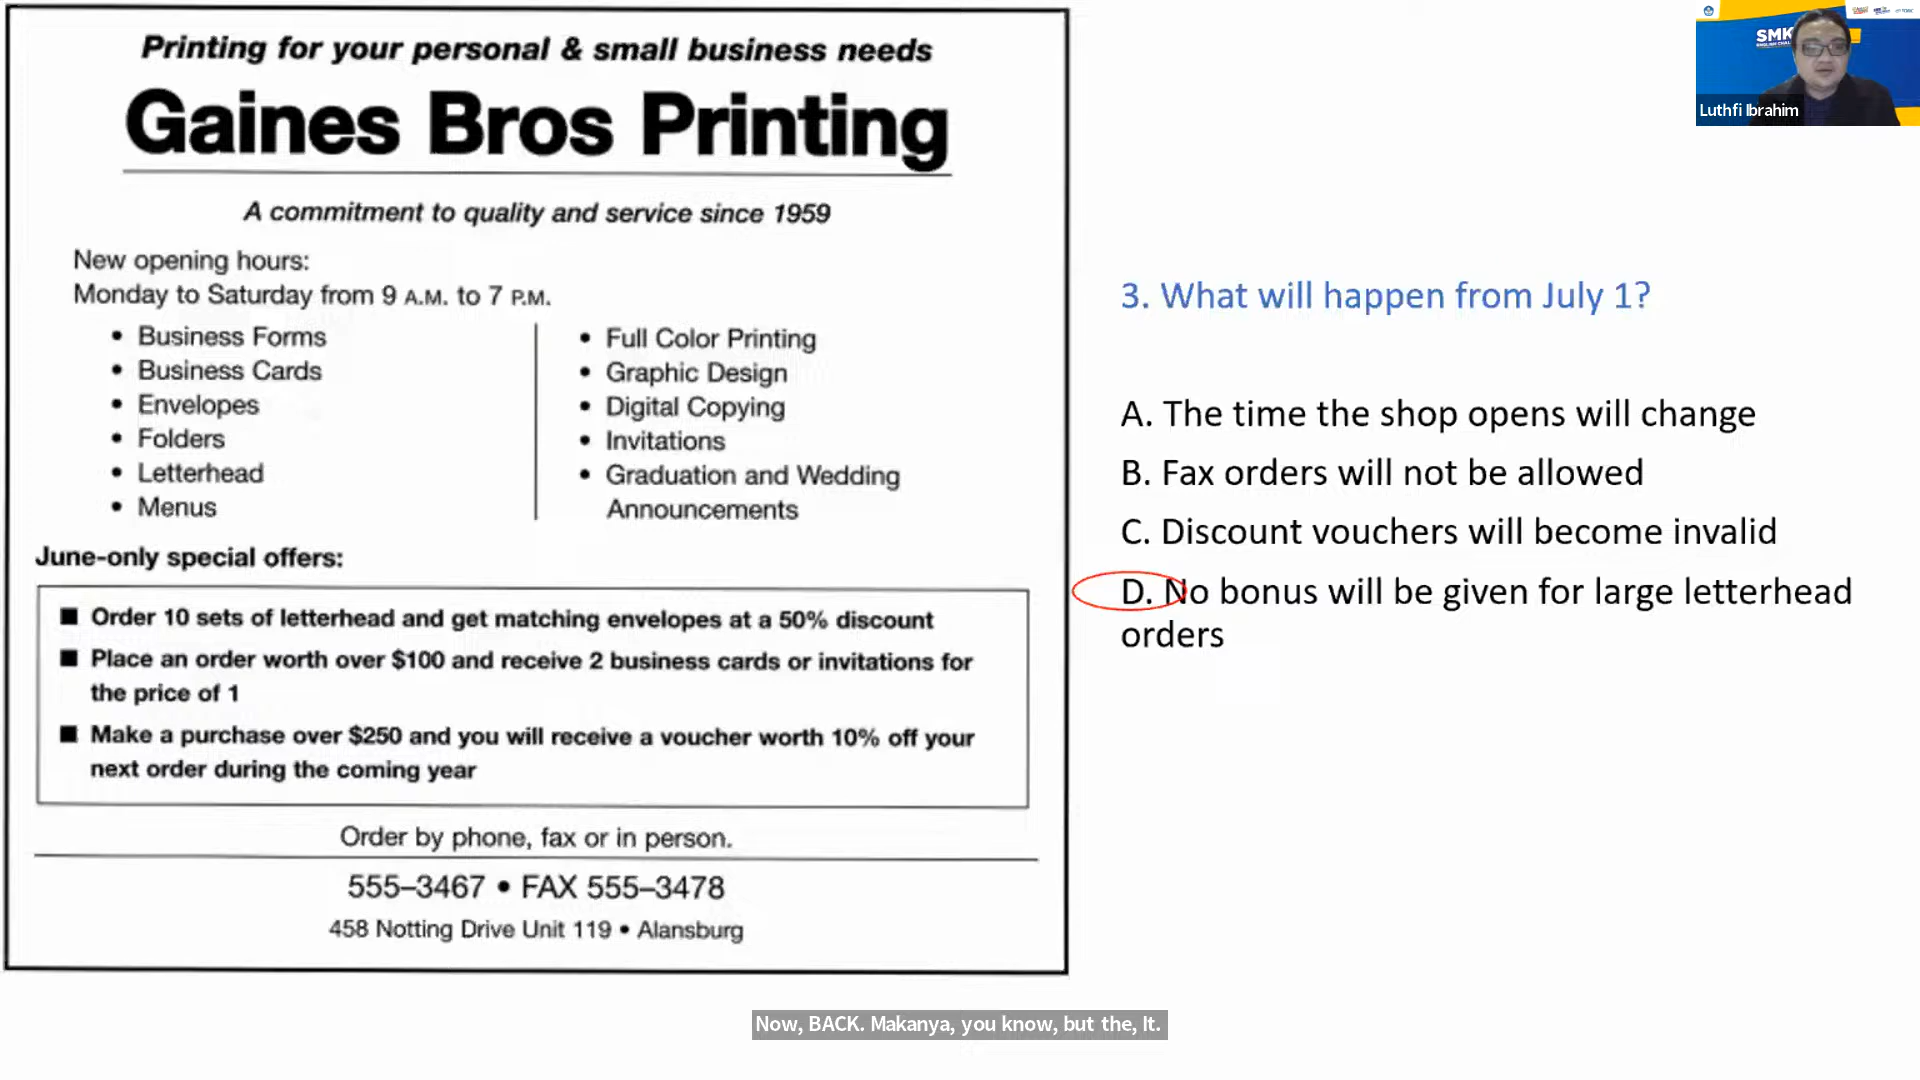 Printing for your personal & small business needs
Gaines Bros Printing
A commitment to quality and service since 1959
New opening hours:
Monday to Saturday from 9 A.M. to 7 P.M.
• Business Forms
• Business Cards
• Envelopes
• Folders
• Letterhead
• Menus
• Full Color Printing
• Graphic Design
• Digital Copying
• Invitations
• Graduation and Wedding
Announcements
June-only special offers:
■ Order 10 sets of letterhead and get matching envelopes at a 50% discount
■ Place an order worth over $100 and receive 2 business cards or invitations for
the price of 1
■ Make a purchase over $250 and you will receive a voucher worth 10% off your
next order during the coming year
Order by phone, fax or in person.
555–3467 • FAX 555–3478
458 Notting Drive Unit 119 • Alansburg
3. What will happen from July 1?
A. The time the shop opens will change
B. Fax orders will not be allowed
C. Discount vouchers will become invalid
D. No bonus will be given for large letterhead
orders
SMK
Luthfi Ibrahim
Now, BACK. Makanya, you know, but the, It.